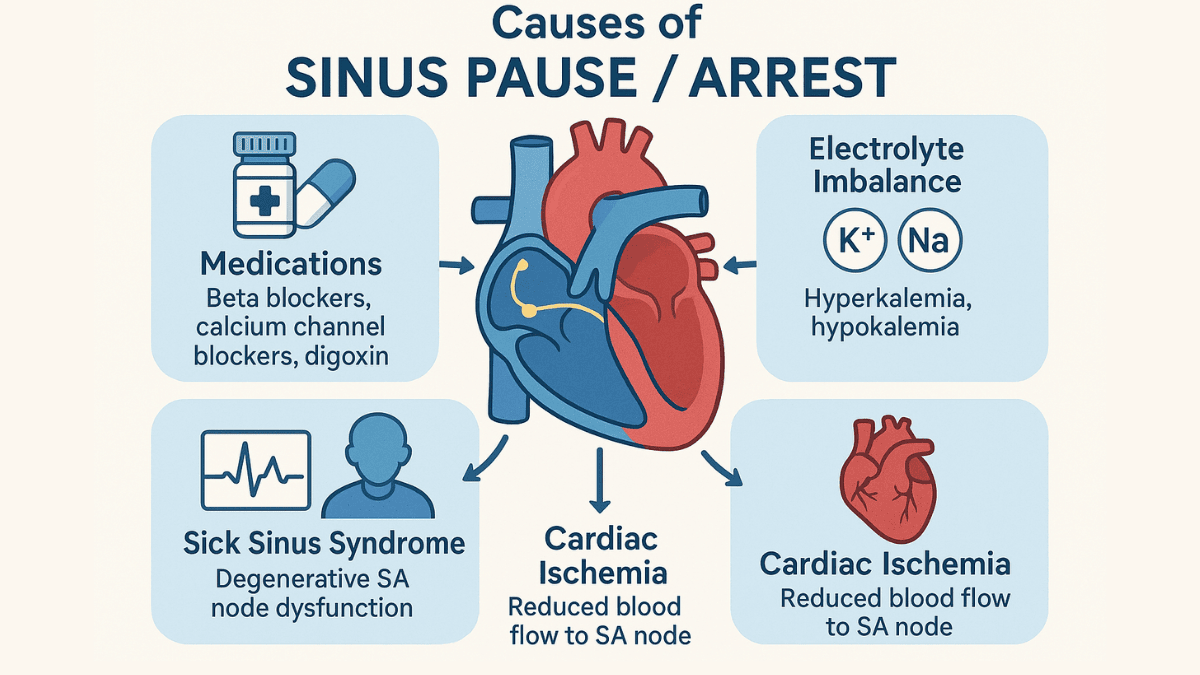 Causes of
SINUS PAUSE / ARREST
Medications
Beta blockers,
calcium channel
blockers, digoxin
Electrolyte
Imbalance
K+ Na
Hyperkalemia,
hypokalemia
Sick Sinus Syndrome
Degenerative SA
node dysfunction
Cardiac
Ischemia
Reduced blood
flow to SA node
Cardiac Ischemia
Reduced blood flow
to SA node